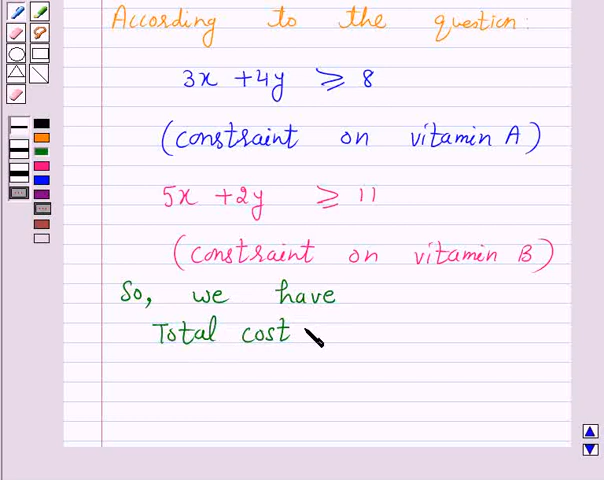 According to the question:
3x + 4y ≥ 8
(constraint on vitamin A)
5x + 2y ≥ 11
(constraint on vitamin B)
So, we have
Total cost